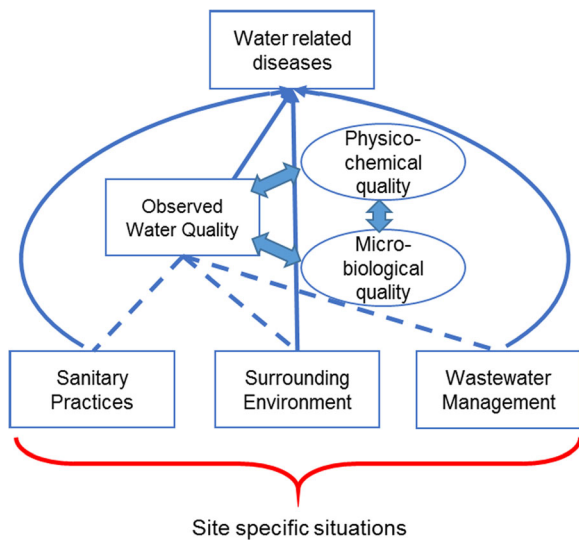 Water related
diseases
Physico-
chemical
quality
Observed
Water Quality
Micro-
biological
quality
Sanitary
Practices
Surrounding
Environment
Wastewater
Management
Site specific situations